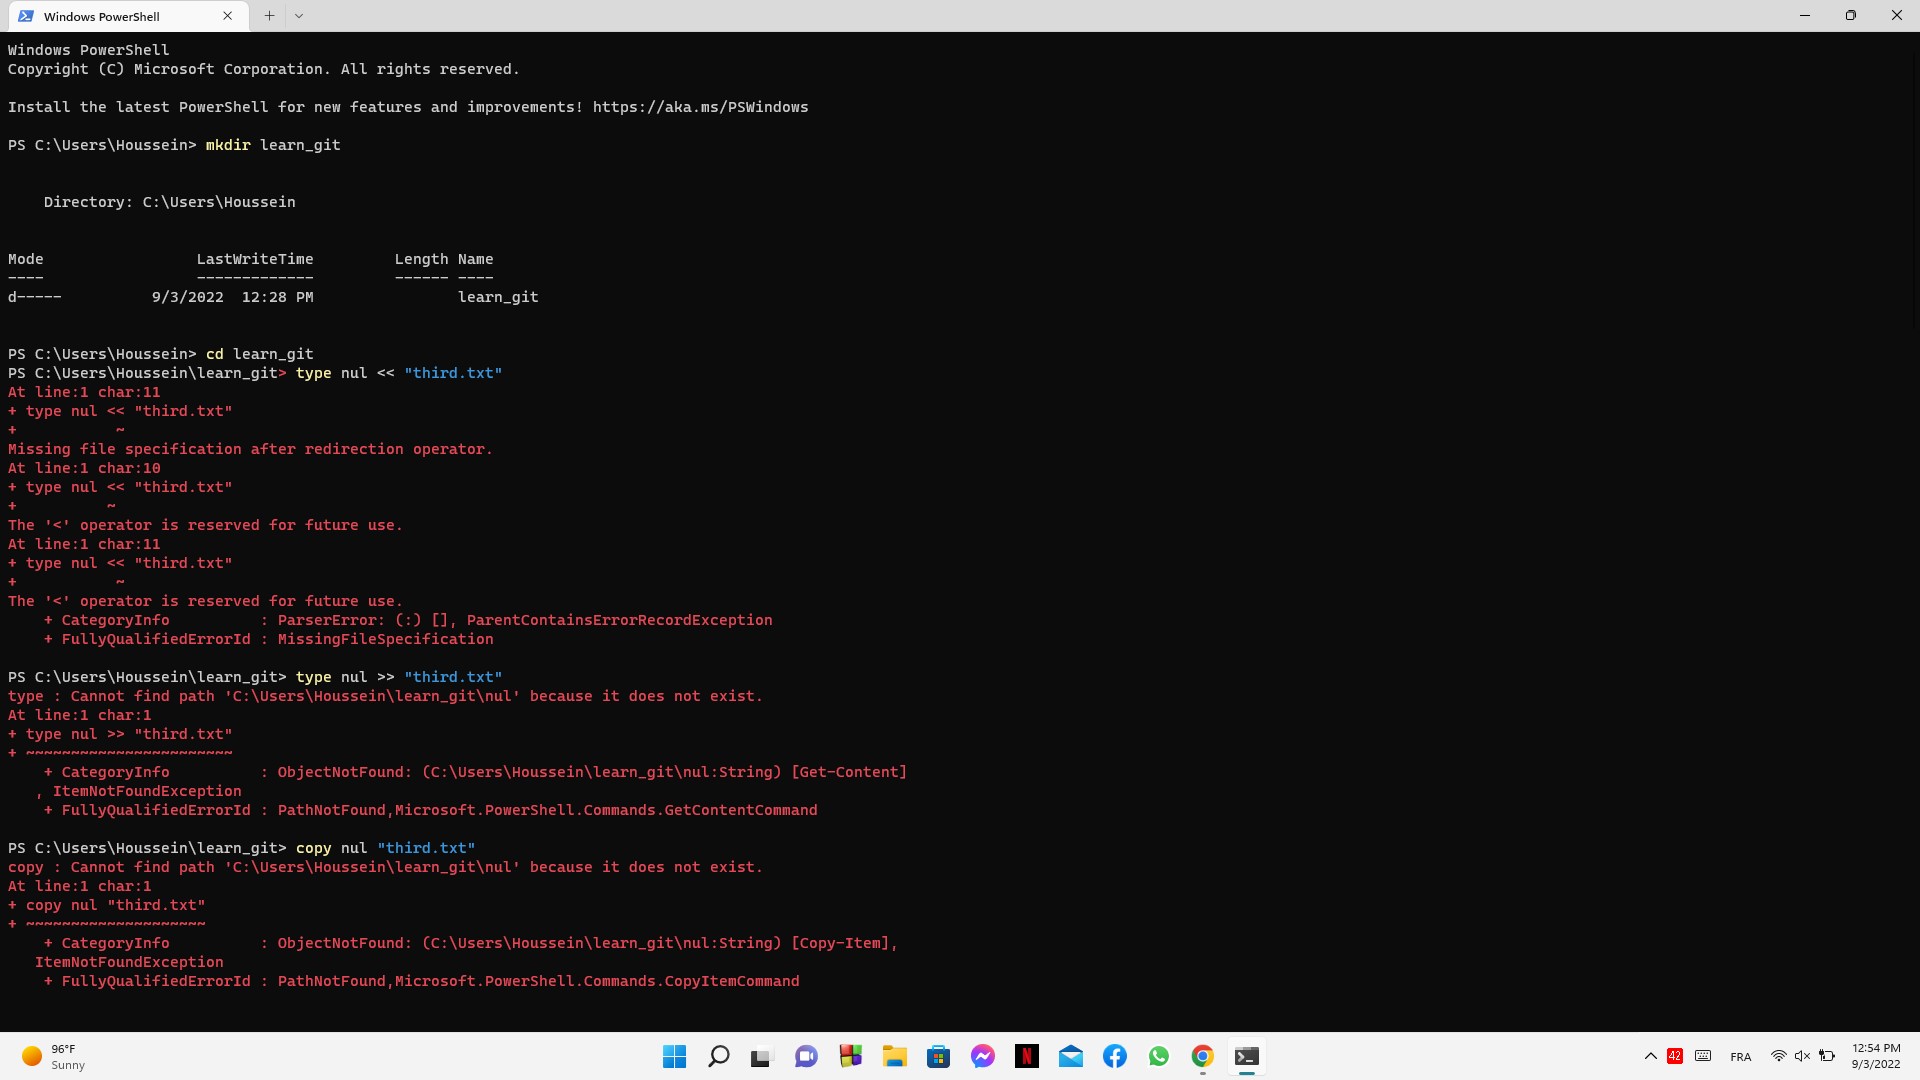 Windows PowerShell
Windows PowerShell
Copyright (C) Microsoft Corporation. All rights reserved.
Install the latest PowerShell for new features and improvements! https://aka.ms/PSWindows
PS C:\Users\Houssein> mkdir learn_git
    Directory: C:\Users\Houssein
Mode                 LastWriteTime         Length Name
----                 -------------         ------ ----
d-----          9/3/2022  12:28 PM                learn_git
PS C:\Users\Houssein> cd learn_git
PS C:\Users\Houssein\learn_git> type nul << "third.txt"
At line:1 char:11
+ type nul << "third.txt"
+           ~
Missing file specification after redirection operator.
At line:1 char:10
+ type nul << "third.txt"
+          ~
The '<' operator is reserved for future use.
At line:1 char:11
+ type nul << "third.txt"
+           ~
The '<' operator is reserved for future use.
    + CategoryInfo          : ParserError: (:) [], ParentContainsErrorRecordException
    + FullyQualifiedErrorId : MissingFileSpecification
PS C:\Users\Houssein\learn_git> type nul >> "third.txt"
type : Cannot find path 'C:\Users\Houssein\learn_git\nul' because it does not exist.
At line:1 char:1
+ type nul >> "third.txt"
+ ~~~~~~~~~~~~~~~~~~~~~~~
    + CategoryInfo          : ObjectNotFound: (C:\Users\Houssein\learn_git\nul:String) [Get-Content]
   , ItemNotFoundException
    + FullyQualifiedErrorId : PathNotFound,Microsoft.PowerShell.Commands.GetContentCommand
PS C:\Users\Houssein\learn_git> copy nul "third.txt"
copy : Cannot find path 'C:\Users\Houssein\learn_git\nul' because it does not exist.
At line:1 char:1
+ copy nul "third.txt"
+ ~~~~~~~~~~~~~~~~~~~~
    + CategoryInfo          : ObjectNotFound: (C:\Users\Houssein\learn_git\nul:String) [Copy-Item],
   ItemNotFoundException
    + FullyQualifiedErrorId : PathNotFound,Microsoft.PowerShell.Commands.CopyItemCommand
96°F
Sunny
N
42
FRA
12:54 PM
9/3/2022